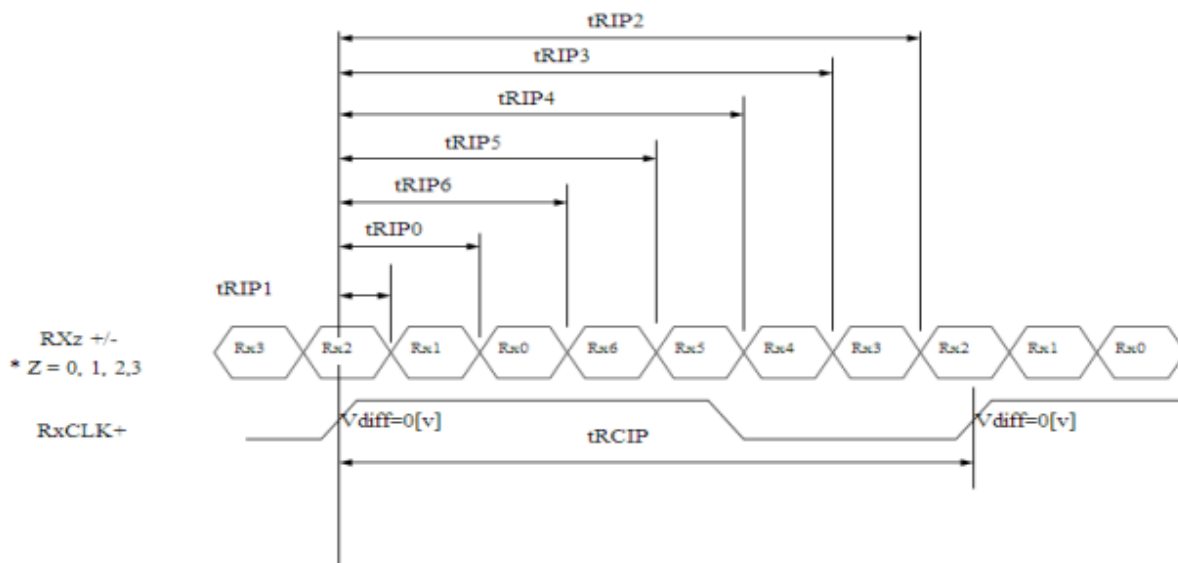 tRIP2
tRIP3
tRIP4
tRIP5
tRIP6
tRIP0
tRIP1
RXz +/-
* Z = 0, 1, 2,3
Rx3 Rx2 Rx1 Rx0 Rx6 Rx5 Rx4 Rx3 Rx2 Rx1 Rx0
RxCLK+
Vdiff=0[v] Vdiff=0[v]
tRCIP